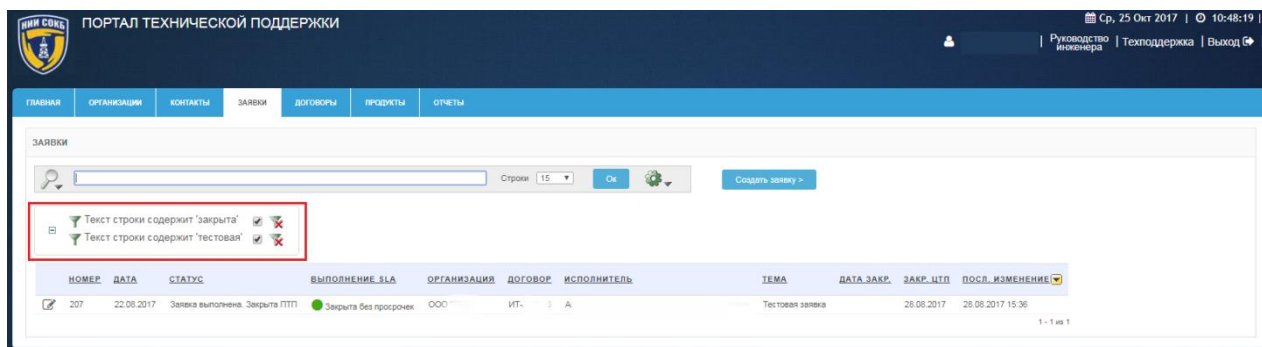 НИИ СОКБ
ПОРТАЛ ТЕХНИЧЕСКОЙ ПОДДЕРЖКИ
Ср, 25 Окт 2017 | 10:48:19 |
| Руководство инженера | Техподдержка | Выход
ГЛАВНАЯ ОРГАНИЗАЦИИ КОНТАКТЫ ЗАЯВКИ ДОГОВОРЫ ПРОДУКТЫ ОТЧЕТЫ
ЗАЯВКИ
Строки 15 Ок Создать заявку >
Текст строки содержит 'закрыта'
Текст строки содержит 'тестовая'
НОМЕР ДАТА СТАТУС ВЫПОЛНЕНИЕ SLA ОРГАНИЗАЦИЯ ДОГОВОР ИСПОЛНИТЕЛЬ ТЕМА ДАТА ЗАКР. ЗАКР. ЦТП ПОСЛ. ИЗМЕНЕНИЕ
207 22.08.2017 Заявка выполнена. Закрыта ПТП Закрыта без просрочек ООО ИТ- А Тестовая заявка 28.08.2017 28.08.2017 15:36
1 - 1 из 1